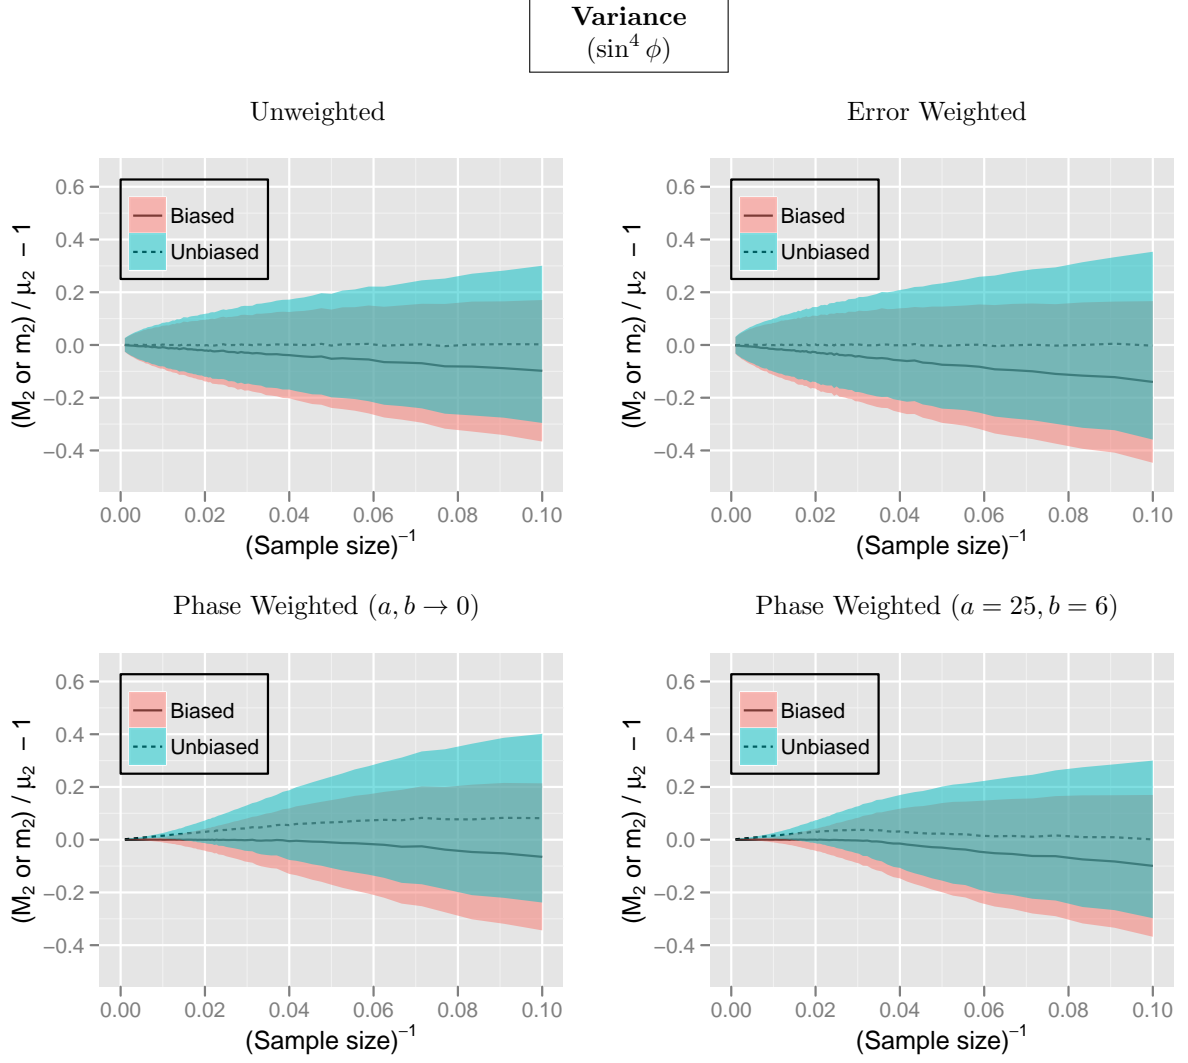 Variance
(sin⁴ ϕ)
Unweighted
0.6
0.4
0.2
0.0
−0.2
−0.4
(M₂ or m₂) / μ₂ − 1
Biased
Unbiased
0.00 0.02 0.04 0.06 0.08 0.10
(Sample size)⁻¹
Error Weighted
0.6
0.4
0.2
0.0
−0.2
−0.4
(M₂ or m₂) / μ₂ − 1
Biased
Unbiased
0.00 0.02 0.04 0.06 0.08 0.10
(Sample size)⁻¹
Phase Weighted (a, b → 0)
0.6
0.4
0.2
0.0
−0.2
−0.4
(M₂ or m₂) / μ₂ − 1
Biased
Unbiased
0.00 0.02 0.04 0.06 0.08 0.10
(Sample size)⁻¹
Phase Weighted (a = 25, b = 6)
0.6
0.4
0.2
0.0
−0.2
−0.4
(M₂ or m₂) / μ₂ − 1
Biased
Unbiased
0.00 0.02 0.04 0.06 0.08 0.10
(Sample size)⁻¹